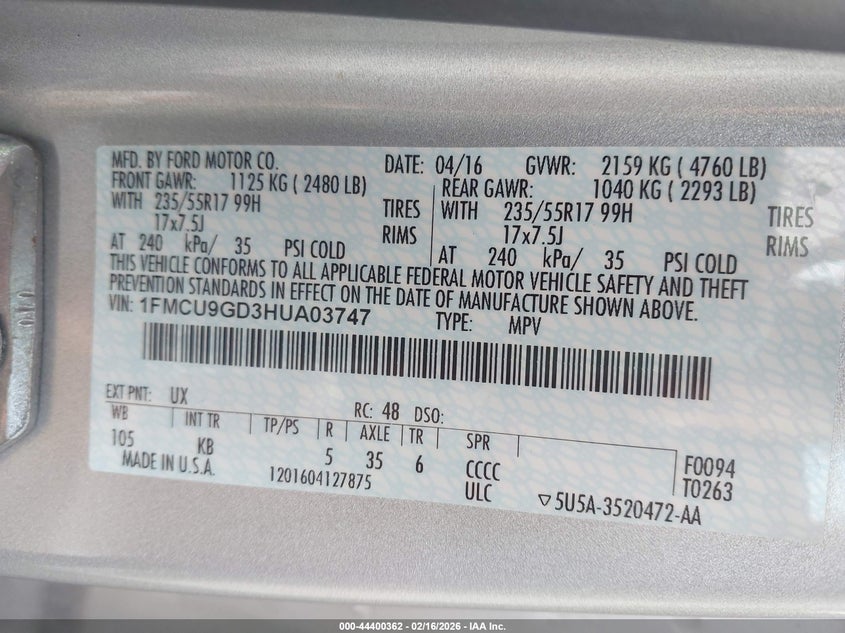 MFD. BY FORD MOTOR CO. DATE: 04/16 GVWR: 2159 KG ( 4760 LB)
FRONT GAWR: 1125 KG ( 2480 LB) REAR GAWR: 1040 KG ( 2293 LB)
WITH 235/55R17 99H TIRES WITH 235/55R17 99H TIRES
17x7.5J RIMS 17x7.5J RIMS
AT 240 kPa/ 35 PSI COLD AT 240 kPa/ 35 PSI COLD
THIS VEHICLE CONFORMS TO ALL APPLICABLE FEDERAL MOTOR VEHICLE SAFETY AND THEFT
PREVENTION STANDARDS IN EFFECT ON THE DATE OF MANUFACTURE SHOWN ABOVE.
VIN: 1FMCU9GD3HUA03747 TYPE: MPV
EXT PNT: UX RC: 48 DSO:
WB INT TR TP/PS R AXLE TR SPR
105 KB 5 35 6 CCCC F0094
MADE IN U.S.A. 1201604127875 ULC T0263
▽5U5A-3520472-AA
000-44400362 - 02/16/2026 - IAA Inc.